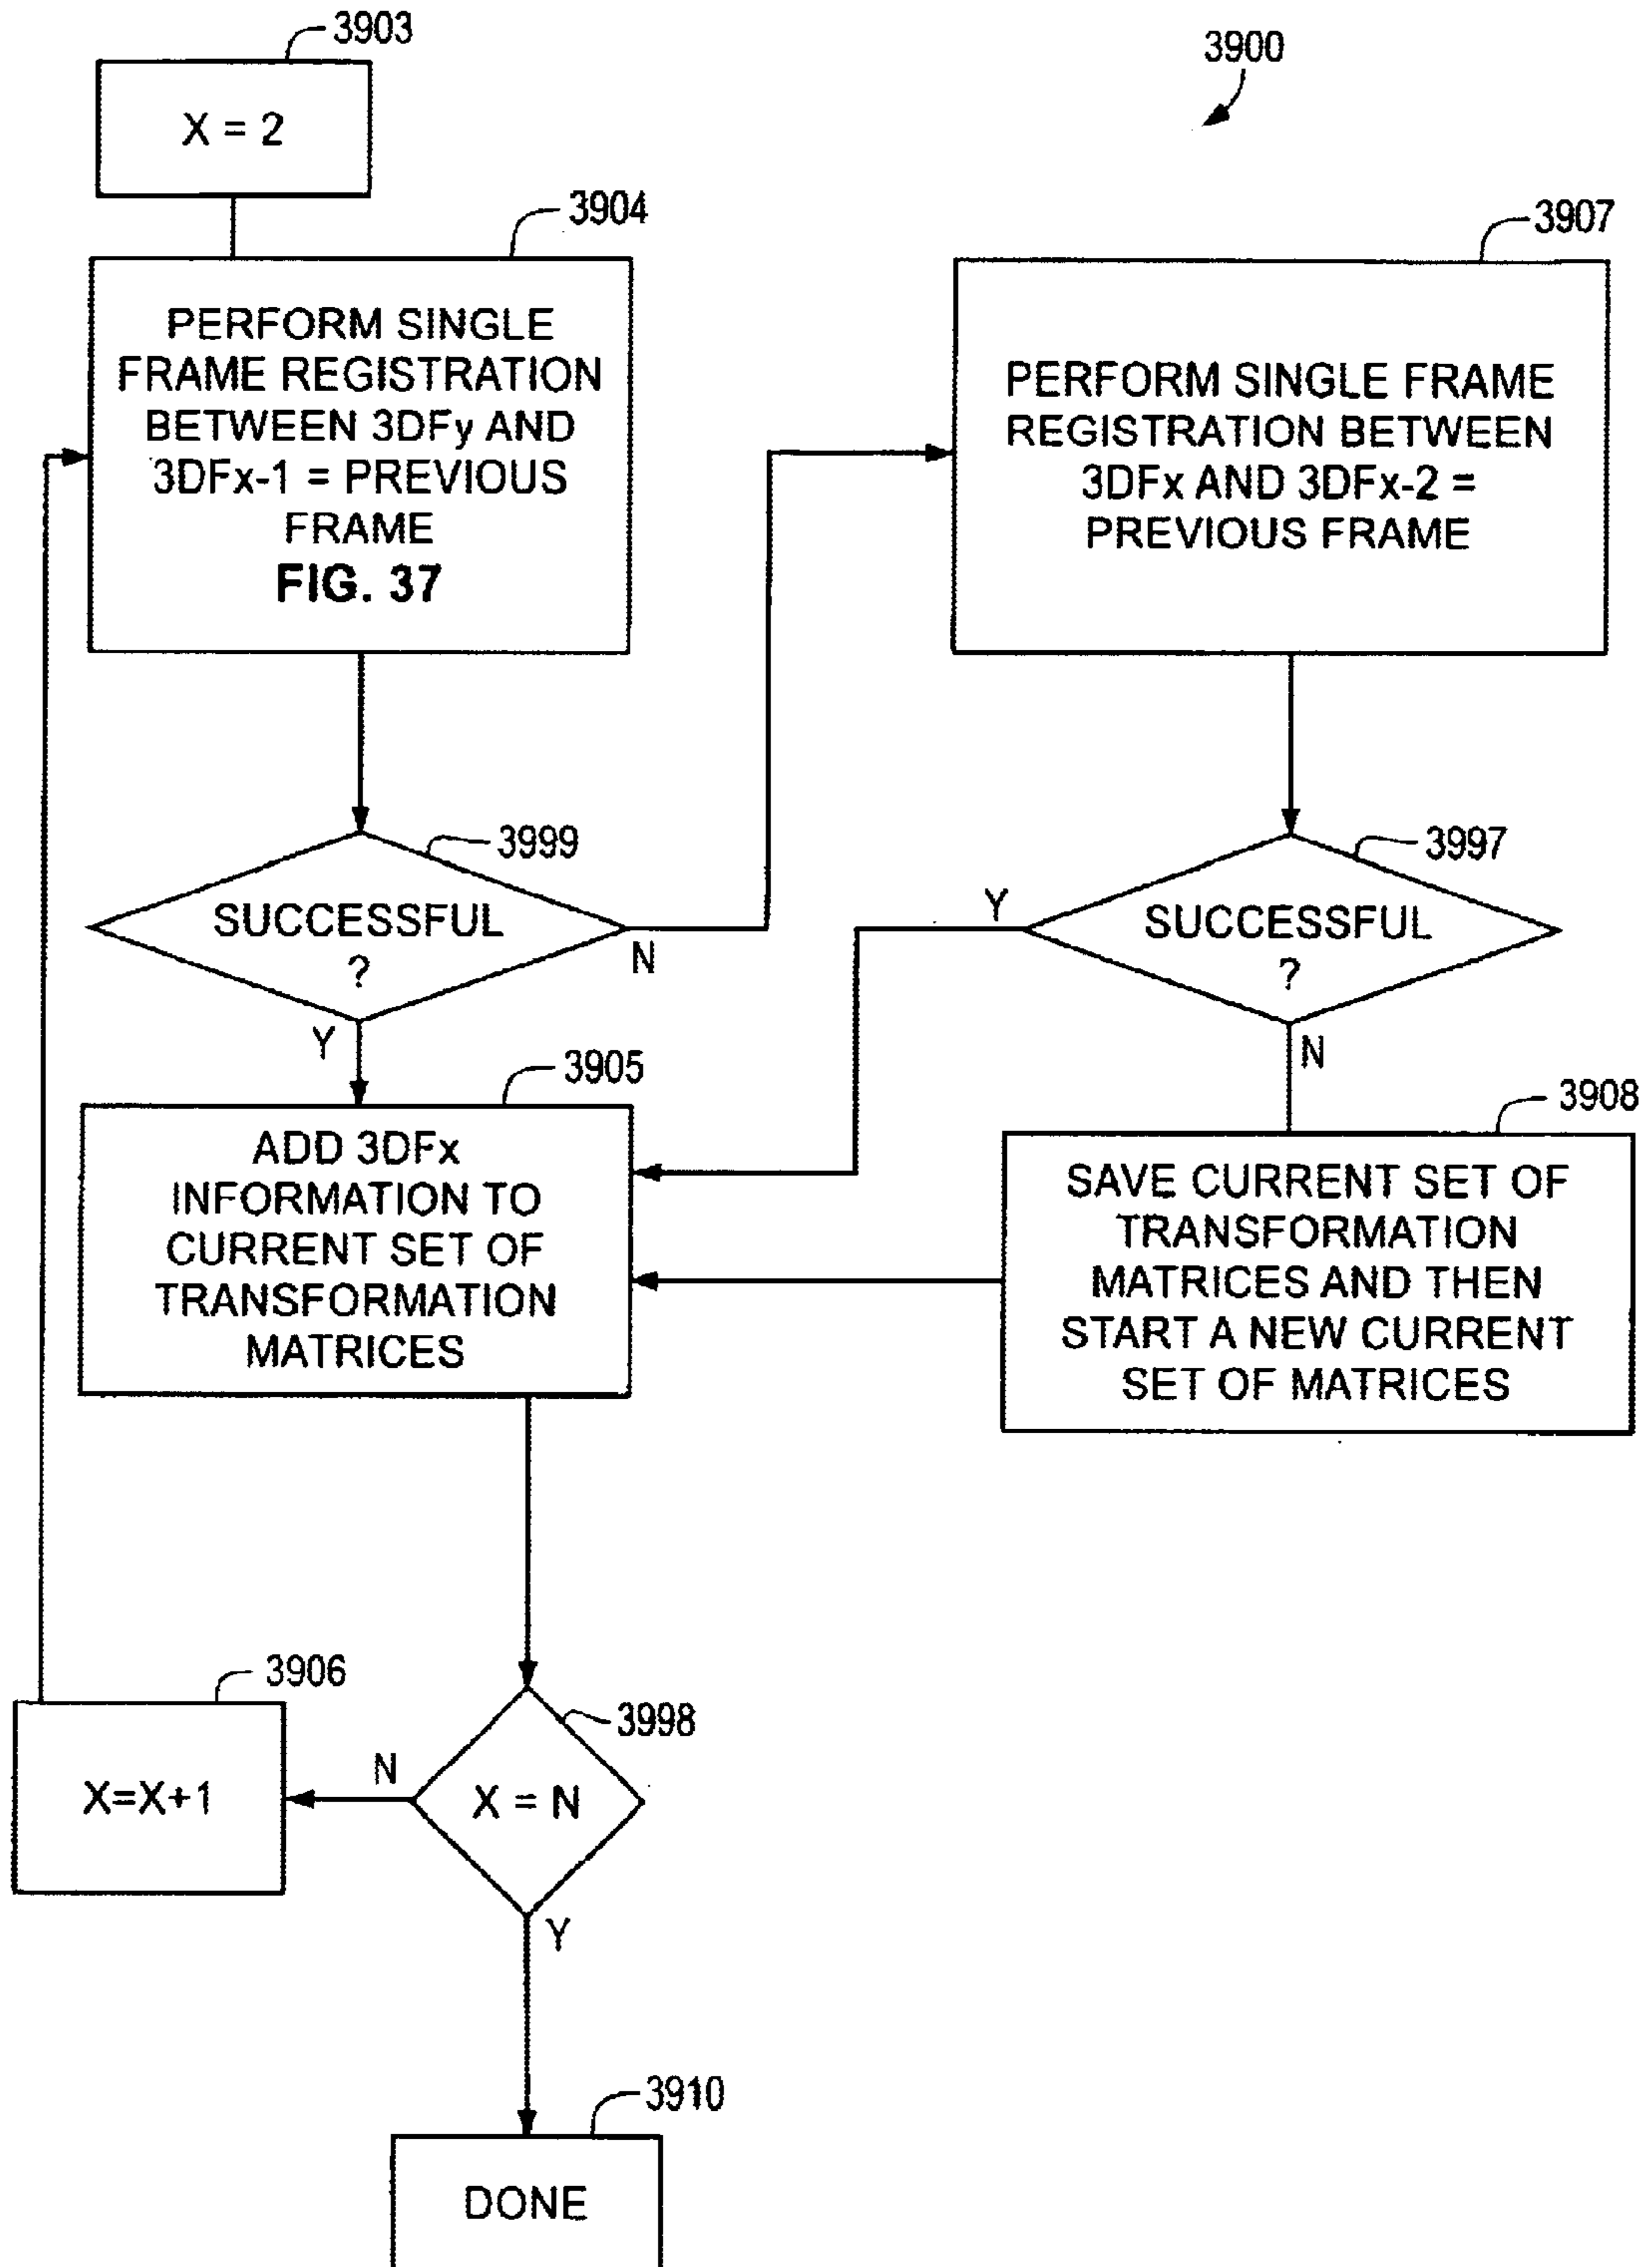 3903
3900
X = 2
3904
3907
PERFORM SINGLE
FRAME REGISTRATION
BETWEEN 3DFy AND
3DFx-1 = PREVIOUS
FRAME
FIG. 37
PERFORM SINGLE FRAME
REGISTRATION BETWEEN
3DFx AND 3DFx-2 =
PREVIOUS FRAME
3999
3997
SUCCESSFUL
?
N
Y
Y
SUCCESSFUL
?
N
3905
3908
ADD 3DFx
INFORMATION TO
CURRENT SET OF
TRANSFORMATION
MATRICES
SAVE CURRENT SET OF
TRANSFORMATION
MATRICES AND THEN
START A NEW CURRENT
SET OF MATRICES
3906
3998
X=X+1
N
X = N
Y
3910
DONE